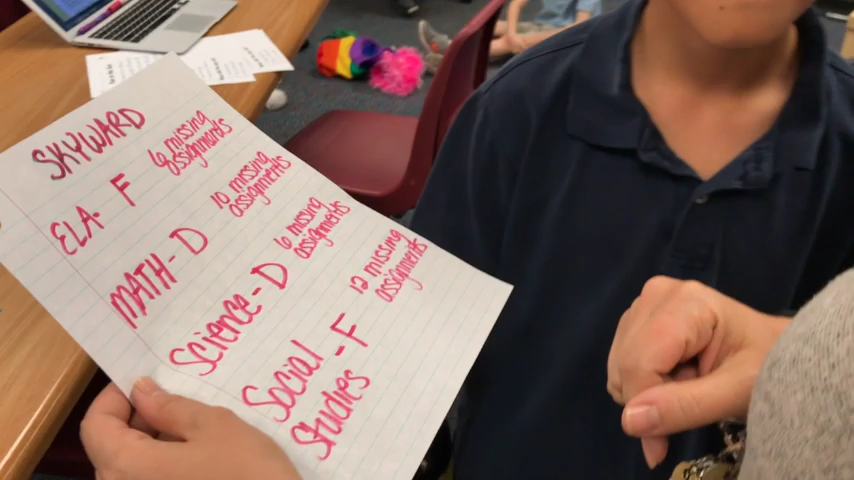 SKYWARD
ELA- F 6 missing assignments
MATH- D 10 missing assignments
Science- D 6 missing assignments
Social Studies -F 12 missing assignments